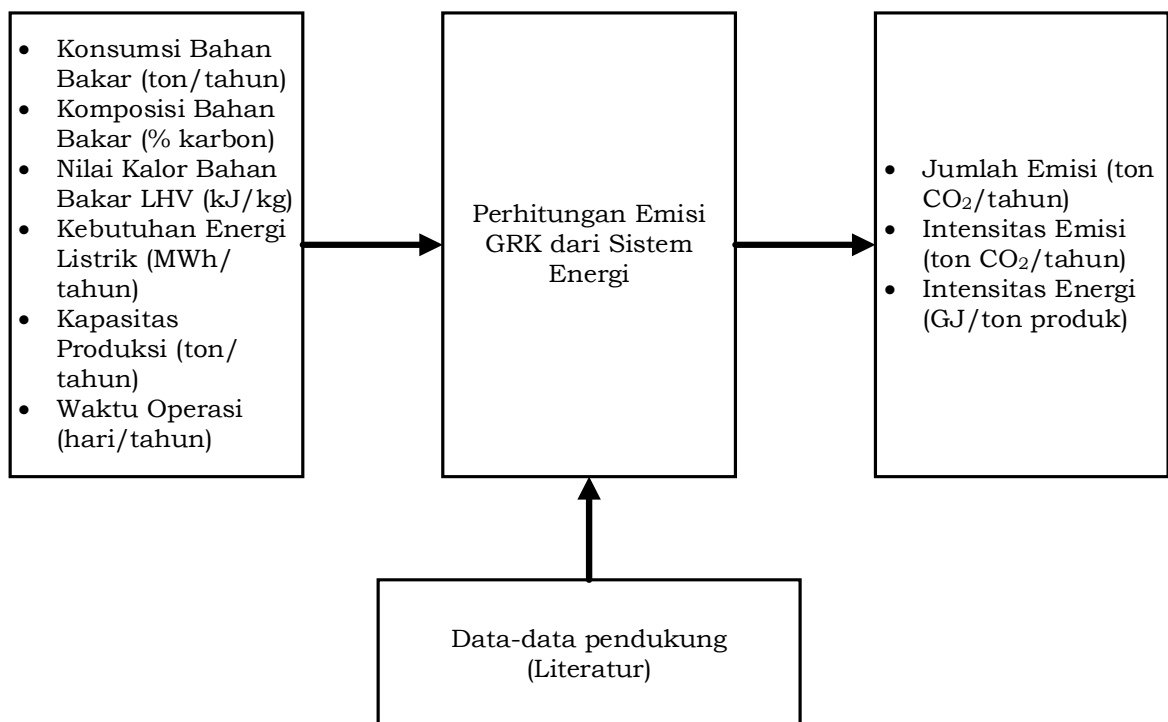 • Konsumsi Bahan
Bakar (ton/tahun)
• Komposisi Bahan
Bakar (% karbon)
• Nilai Kalor Bahan
Bakar LHV (kJ/kg)
• Kebutuhan Energi
Listrik (MWh/
tahun)
• Kapasitas
Produksi (ton/
tahun)
• Waktu Operasi
(hari/tahun)
Perhitungan Emisi
GRK dari Sistem
Energi
• Jumlah Emisi (ton
CO₂/tahun)
• Intensitas Emisi
(ton CO₂/tahun)
• Intensitas Energi
(GJ/ton produk)
Data-data pendukung
(Literatur)